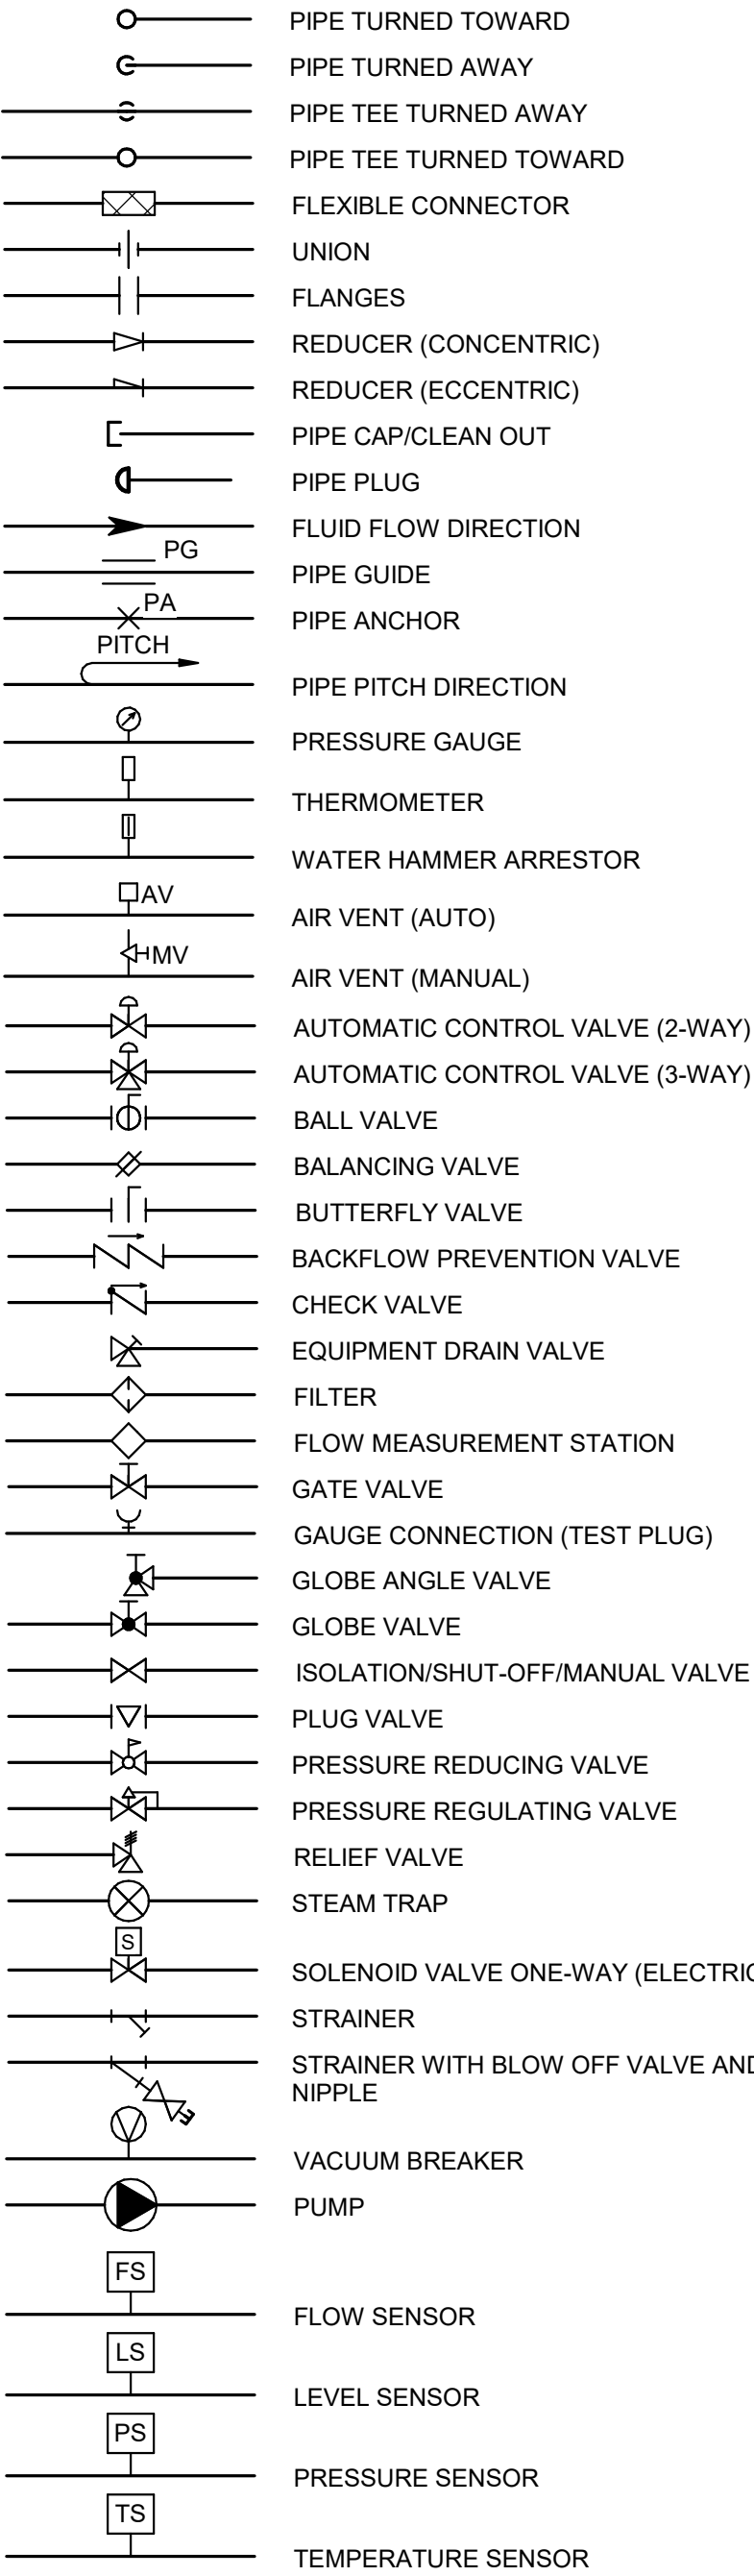 PIPE TURNED TOWARD
PIPE TURNED AWAY
PIPE TEE TURNED AWAY
PIPE TEE TURNED TOWARD
FLEXIBLE CONNECTOR
UNION
FLANGES
REDUCER (CONCENTRIC)
REDUCER (ECCENTRIC)
PIPE CAP/CLEAN OUT
PIPE PLUG
FLUID FLOW DIRECTION
PG
PIPE GUIDE
PA
PIPE ANCHOR
PITCH
PIPE PITCH DIRECTION
PRESSURE GAUGE
THERMOMETER
WATER HAMMER ARRESTOR
AV
AIR VENT (AUTO)
MV
AIR VENT (MANUAL)
AUTOMATIC CONTROL VALVE (2-WAY)
AUTOMATIC CONTROL VALVE (3-WAY)
BALL VALVE
BALANCING VALVE
BUTTERFLY VALVE
BACKFLOW PREVENTION VALVE
CHECK VALVE
EQUIPMENT DRAIN VALVE
FILTER
FLOW MEASUREMENT STATION
GATE VALVE
GAUGE CONNECTION (TEST PLUG)
GLOBE ANGLE VALVE
GLOBE VALVE
ISOLATION/SHUT-OFF/MANUAL VALVE
PLUG VALVE
PRESSURE REDUCING VALVE
PRESSURE REGULATING VALVE
RELIEF VALVE
STEAM TRAP
S
SOLENOID VALVE ONE-WAY (ELECTRIC
STRAINER
STRAINER WITH BLOW OFF VALVE AND
NIPPLE
VACUUM BREAKER
PUMP
FS
FLOW SENSOR
LS
LEVEL SENSOR
PS
PRESSURE SENSOR
TS
TEMPERATURE SENSOR